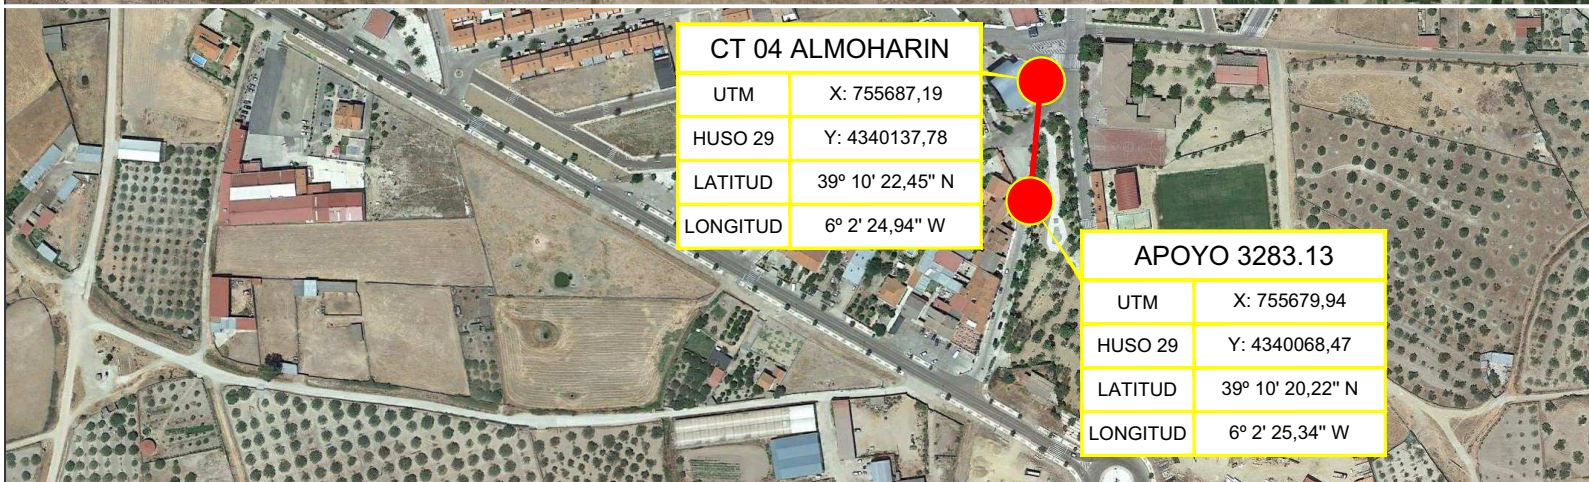 CT 04 ALMOHARIN
UTM X: 755687,19
HUSO 29 Y: 4340137,78
LATITUD 39º 10' 22,45" N
LONGITUD 6º 2' 24,94" W
APOYO 3283.13
UTM X: 755679,94
HUSO 29 Y: 4340068,47
LATITUD 39º 10' 20,22" N
LONGITUD 6º 2' 25,34" W